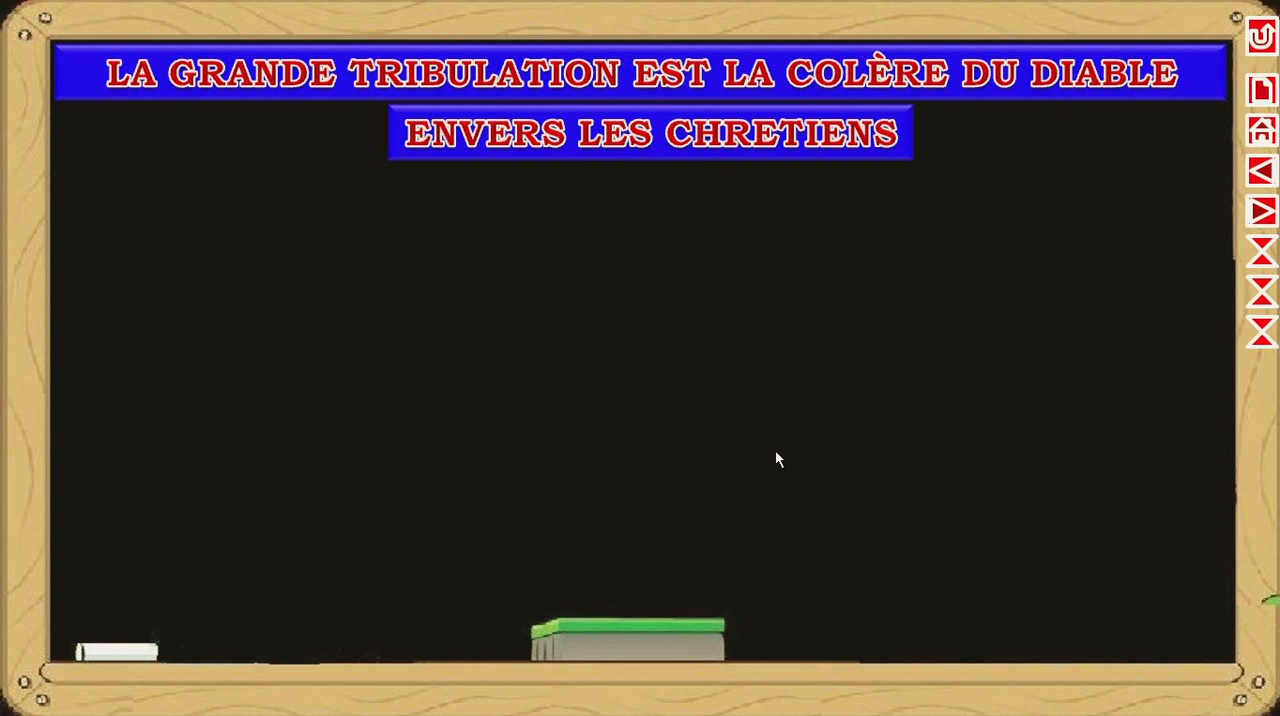 LA GRANDE TRIBULATION EST LA COLÈRE DU DIABLE
ENVERS LES CHRETIENS